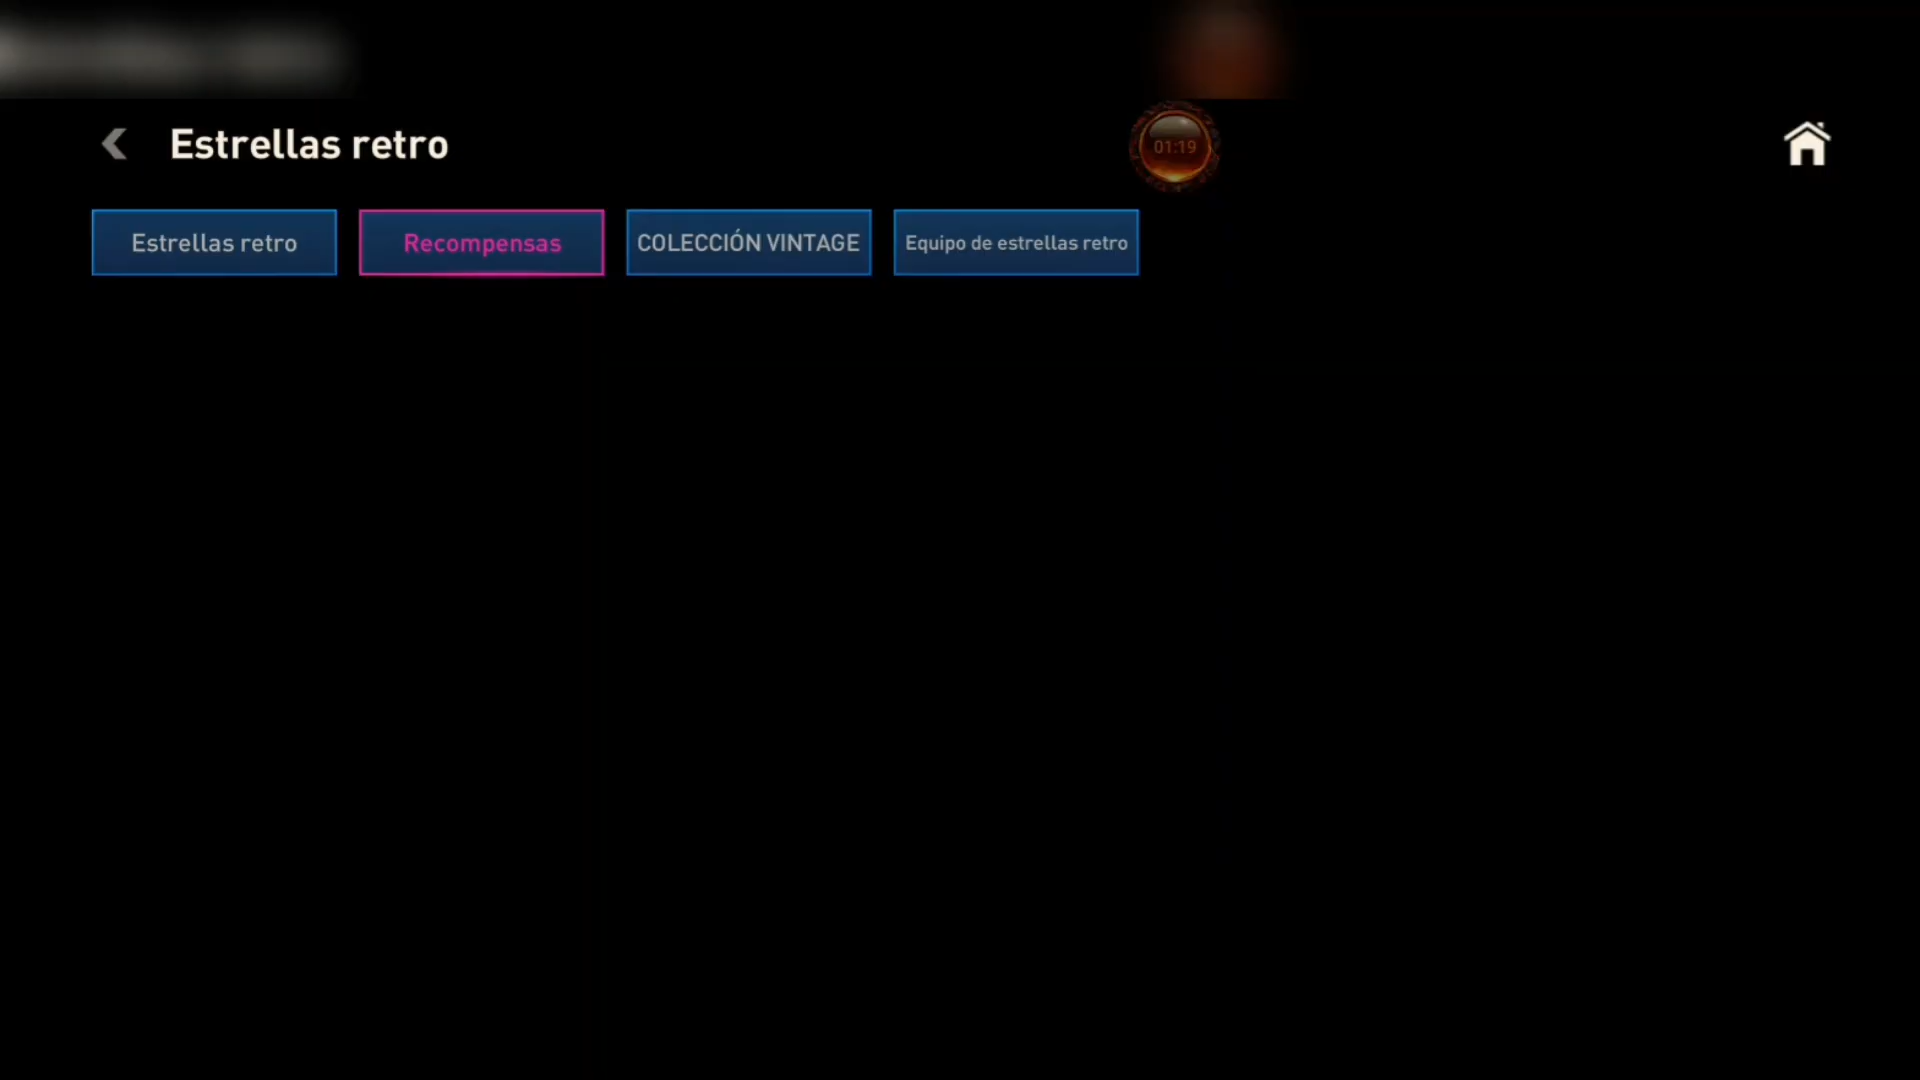 Estrellas retro
01:19
Estrellas retro
Recompensas
COLECCIÓN VINTAGE
Equipo de estrellas retro